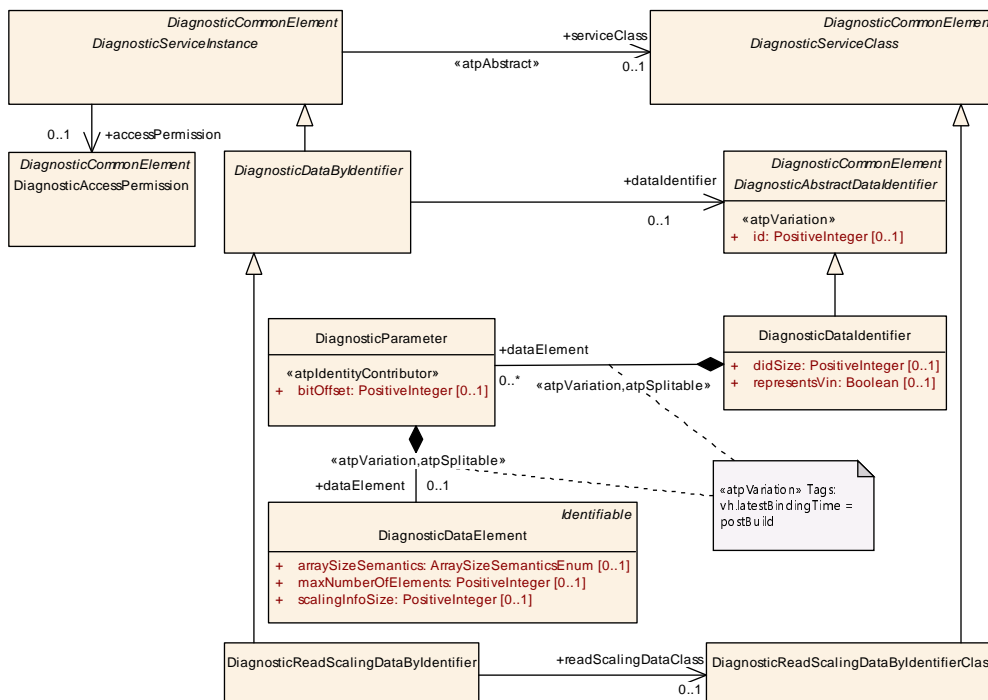 DiagnosticCommonElement
DiagnosticServiceInstance
DiagnosticCommonElement
DiagnosticServiceClass
+serviceClass
«atpAbstract»
0..1
0..1
+accessPermission
DiagnosticCommonElement
DiagnosticAccessPermission
DiagnosticDataByIdentifier
+dataIdentifier
0..1
DiagnosticCommonElement
DiagnosticAbstractDataIdentifier
«atpVariation»
+ id: PositiveInteger [0..1]
DiagnosticParameter
«atpIdentityContributor»
+ bitOffset: PositiveInteger [0..1]
+dataElement
0..*
«atpVariation,atpSplitable»
DiagnosticDataIdentifier
+ didSize: PositiveInteger [0..1]
+ representsVin: Boolean [0..1]
«atpVariation,atpSplitable»
+dataElement
0..1
«atpVariation» Tags:
vh.latestBindingTime =
postBuild
Identifiable
DiagnosticDataElement
+ arraySizeSemantics: ArraySizeSemanticsEnum [0..1]
+ maxNumberOfElements: PositiveInteger [0..1]
+ scalingInfoSize: PositiveInteger [0..1]
DiagnosticReadScalingDataByIdentifier
+readScalingDataClass
0..1
DiagnosticReadScalingDataByIdentifierClass